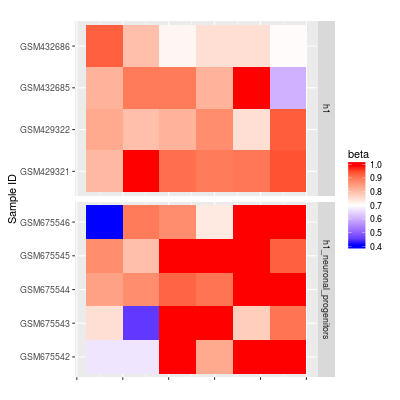 GSM432686
GSM432685
GSM429322
GSM429321
h1
GSM675546
GSM675545
GSM675544
GSM675543
GSM675542
h1_neuronal_progenitors
Sample ID
beta
1.0
0.9
0.8
0.7
0.6
0.5
0.4